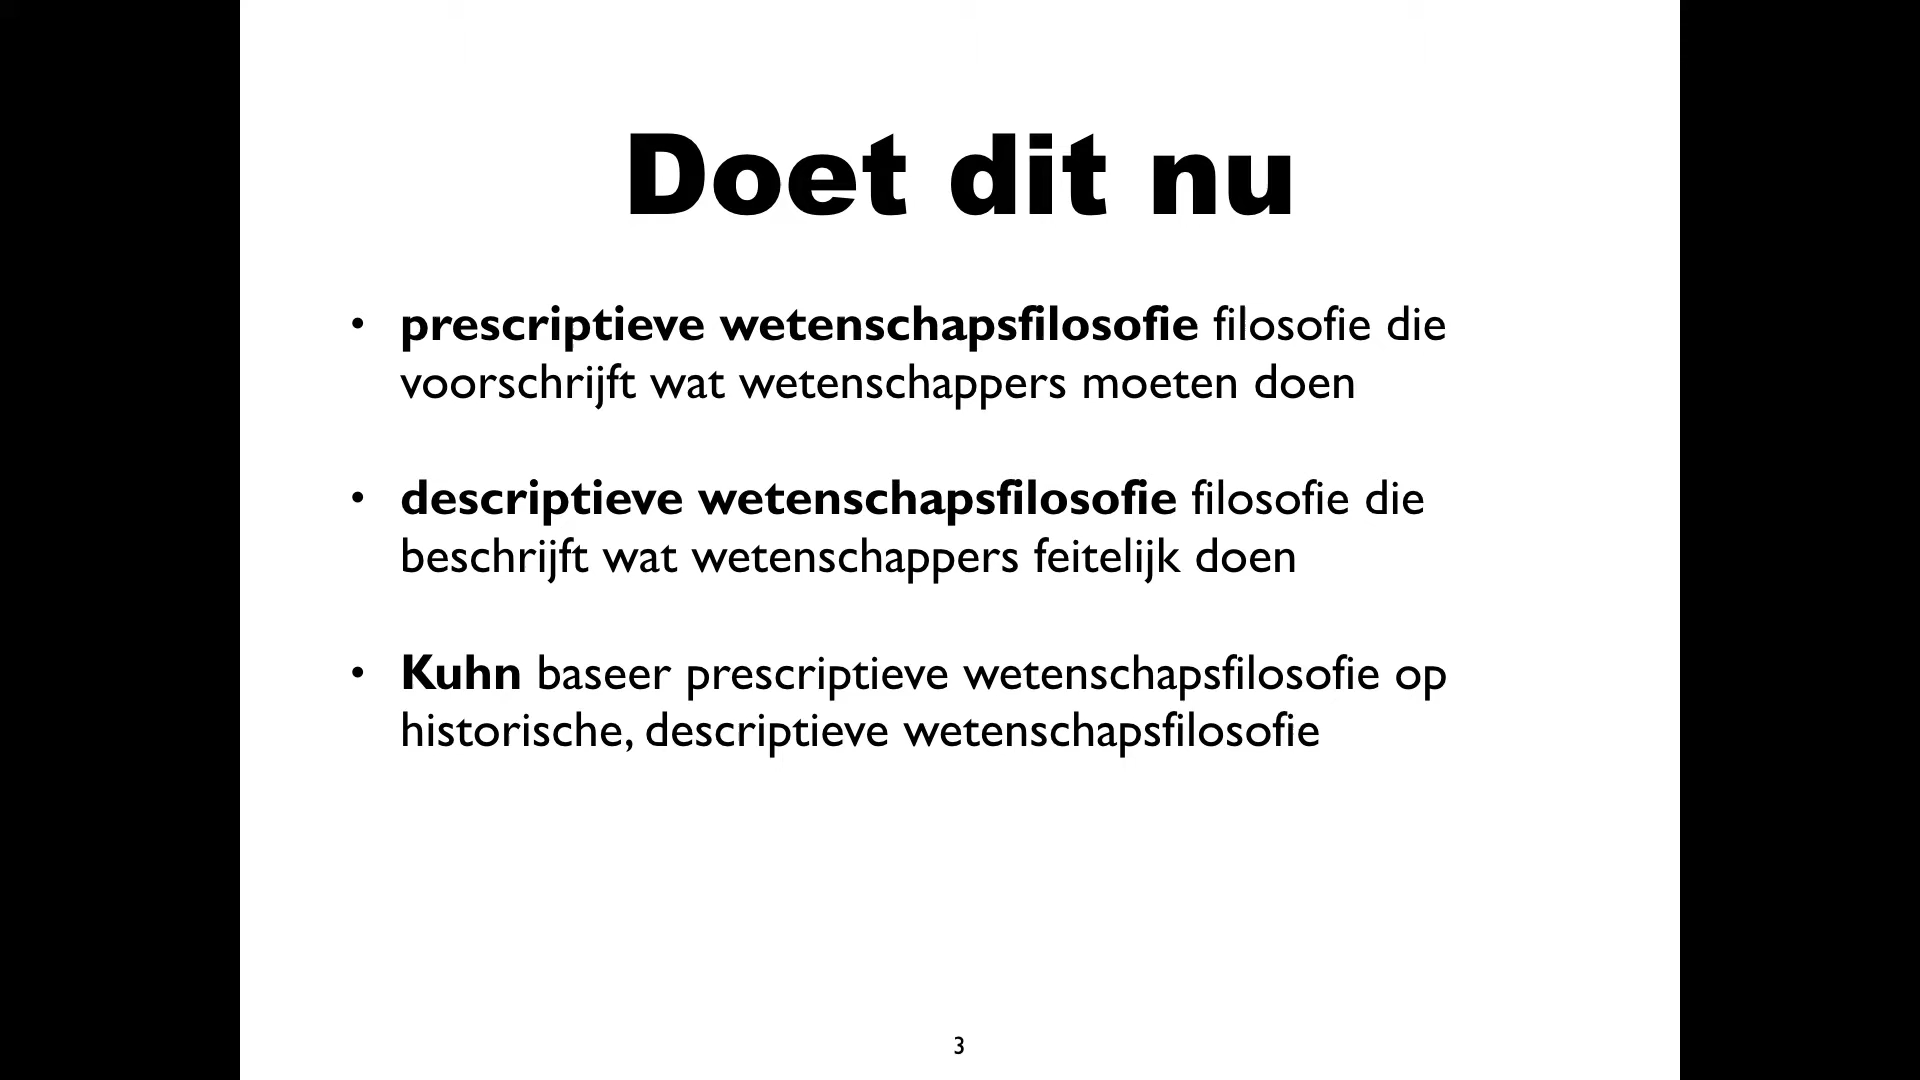 Doet dit nu
• prescriptieve wetenschapsfilosofie filosofie die
voorschrijft wat wetenschappers moeten doen
• descriptieve wetenschapsfilosofie filosofie die
beschrijft wat wetenschappers feitelijk doen
• Kuhn baseer prescriptieve wetenschapsfilosofie op
historische, descriptieve wetenschapsfilosofie
3